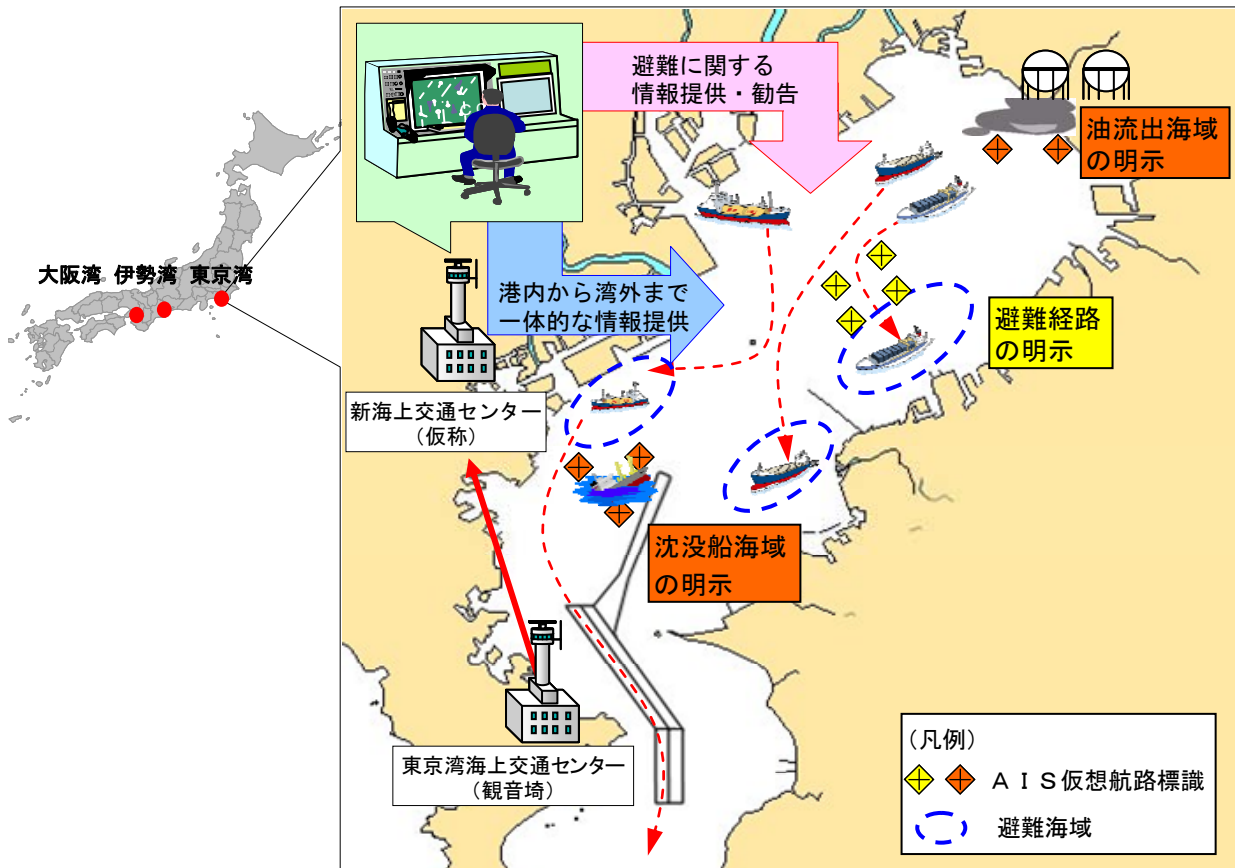 避難に関する
情報提供・勧告
油流出海域
の明示
大阪湾 伊勢湾 東京湾
港内から湾外まで
一体的な情報提供
避難経路
の明示
新海上交通センター
（仮称）
沈没船海域
の明示
東京湾海上交通センター
（観音埼）
（凡例）
ＡＩＳ仮想航路標識
避難海域